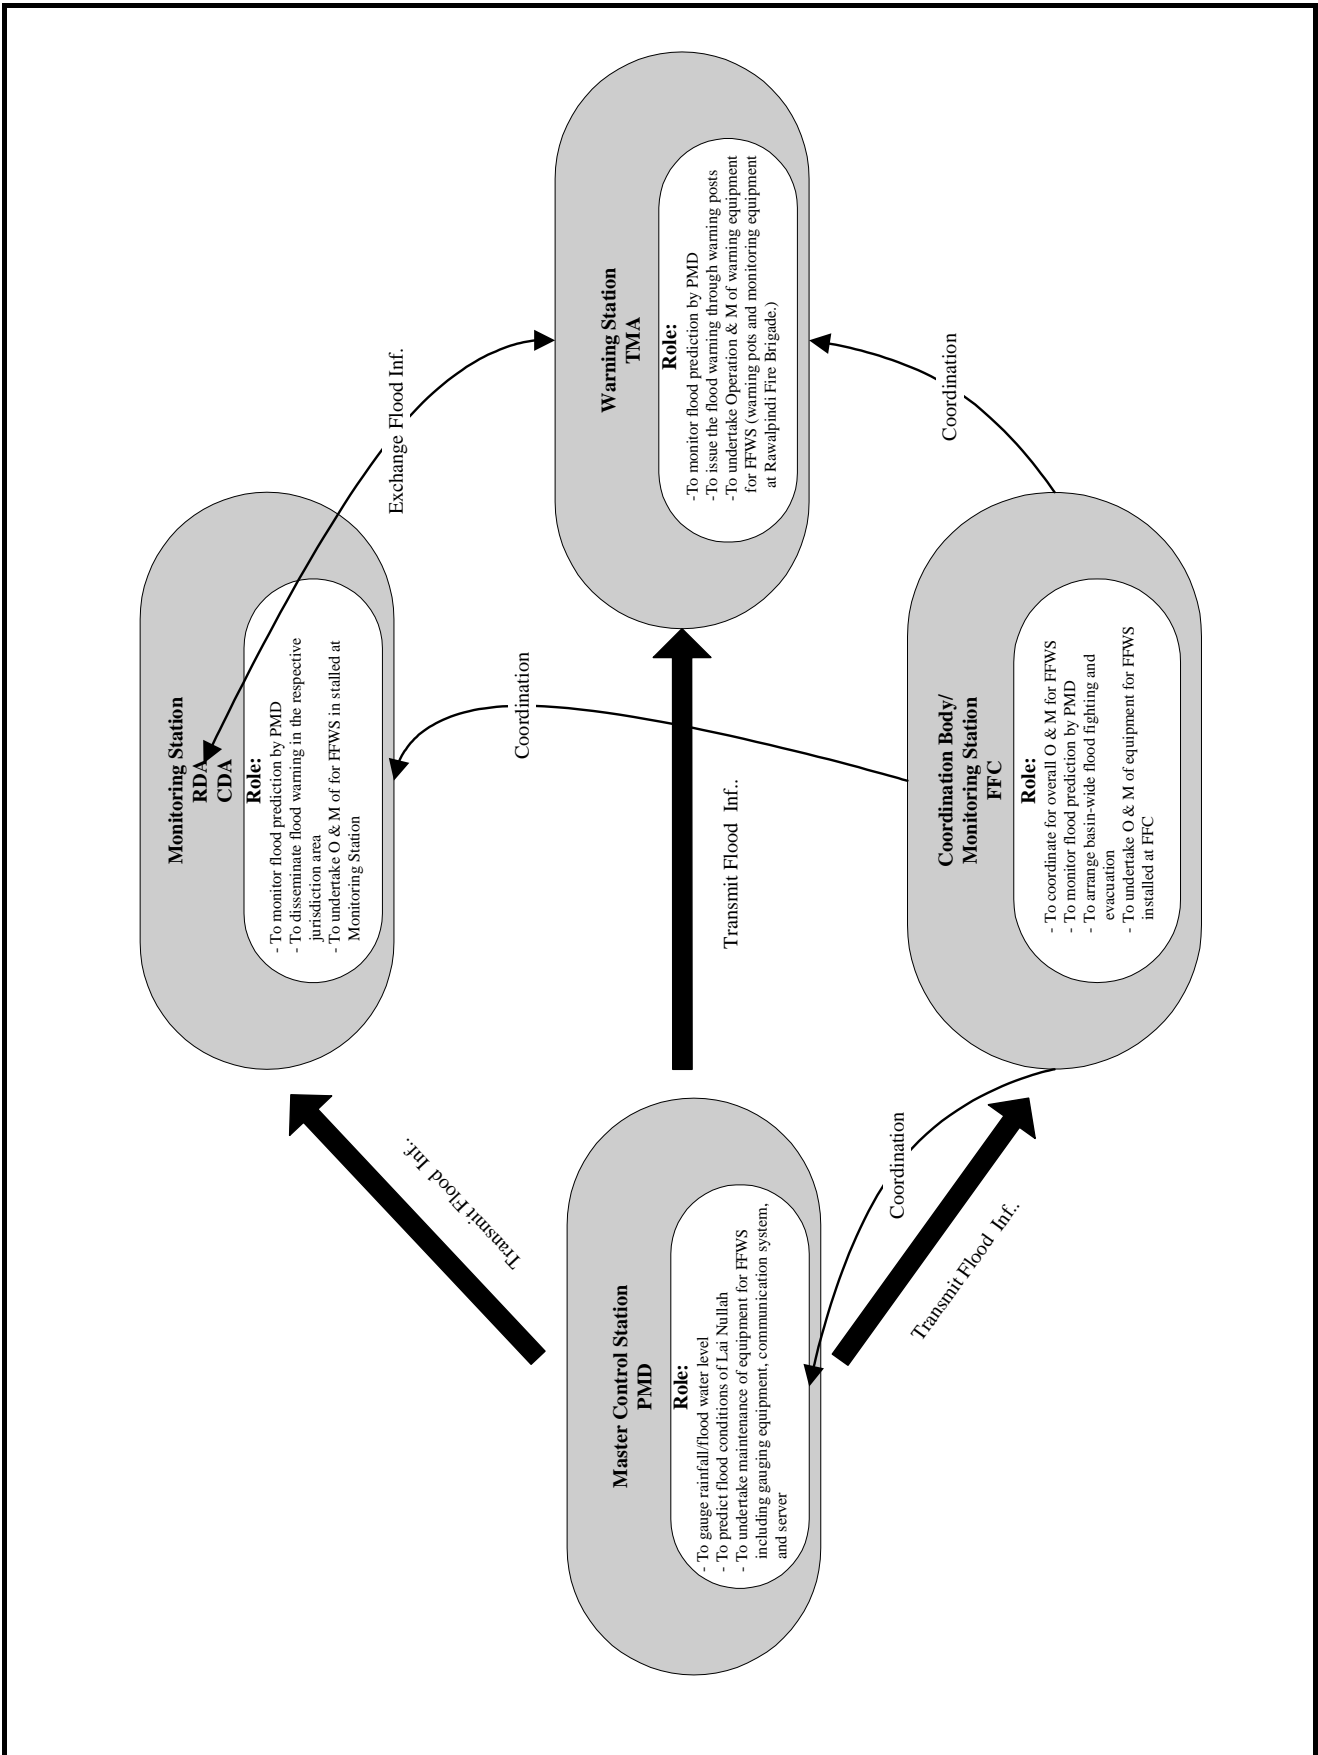 Monitoring Station
RDA
CDA
Role:
- To monitor flood prediction by PMD
- To disseminate flood warning in the respective
jurisdiction area
- To undertake O & M of for FFWS in stalled at
Monitoring Station
Exchange Flood Inf.
Transmit Flood Inf..
Coordination
Master Control Station
PMD
Role:
- To gauge rainfall/flood water level
- To predict flood conditions of Lai Nullah
- To undertake maintenance of equipment for FFWS
including gauging equipment, communication system,
and server
Transmit Flood Inf..
Warning Station
TMA
Role:
-To monitor flood prediction by PMD
-To issue the flood warning through warning posts
-To undertake Operation & M of warning equipment
for FFWS (warning pots and monitoring equipment
at Rawalpindi Fire Brigade.)
Coordination
Transmit Flood Inf..
Coordination
Coordination Body/
Monitoring Station
FFC
Role:
- To coordinate for overall O & M for FFWS
- To monitor flood prediction by PMD
- To arrange basin-wide flood fighting and
evacuation
- To undertake O & M of equipment for FFWS
installed at FFC